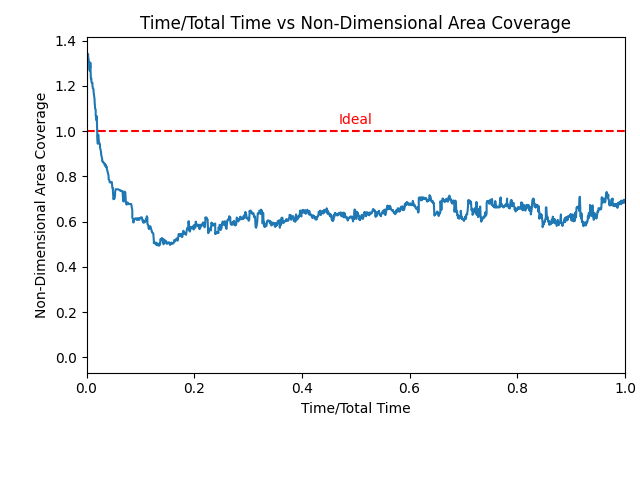 Time/Total Time vs Non-Dimensional Area Coverage
1.4
1.2
1.0
0.8
0.6
0.4
0.2
0.0
Non-Dimensional Area Coverage
Ideal
0.0 0.2 0.4 0.6 0.8 1.0
Time/Total Time